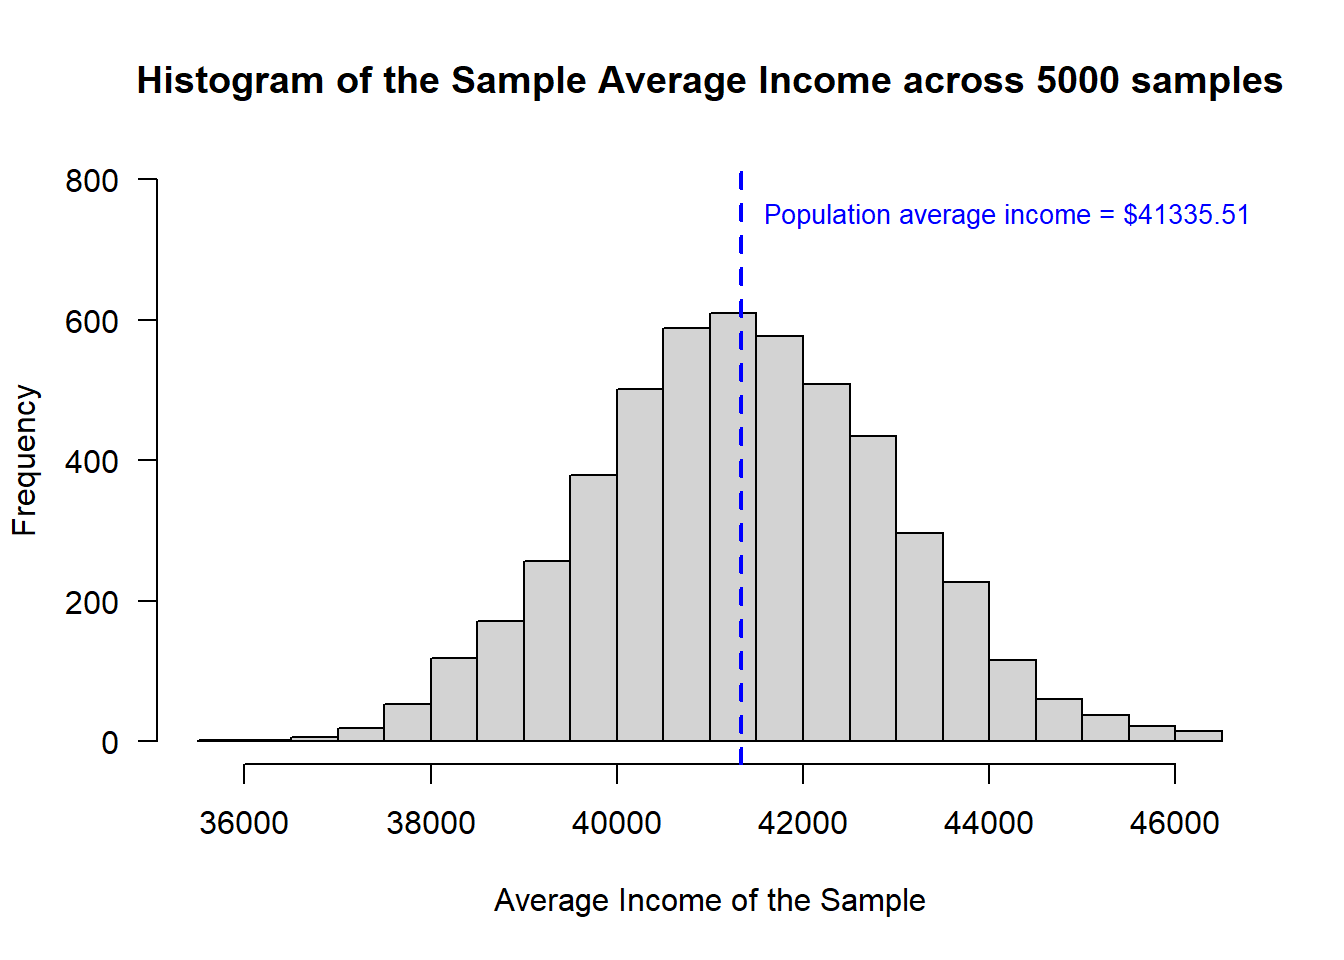 Histogram of the Sample Average Income across 5000 samples
800
600
400
200
0
Frequency
Population average income = $41335.51
36000 38000 40000 42000 44000 46000
Average Income of the Sample